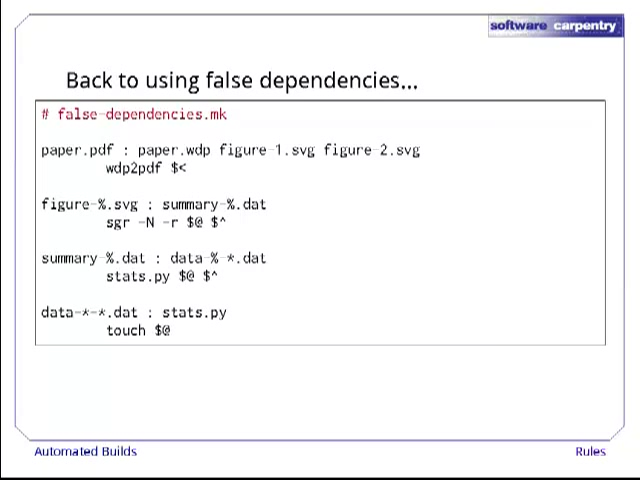 software carpentry
Back to using false dependencies...
# false-dependencies.mk
paper.pdf : paper.wdp figure-1.svg figure-2.svg
wdp2pdf $<
figure-%.svg : summary-%.dat
sgr -N -r $@ $^
summary-%.dat : data-%-*.dat
stats.py $@ $^
data-*-*.dat : stats.py
touch $@
Automated Builds
Rules